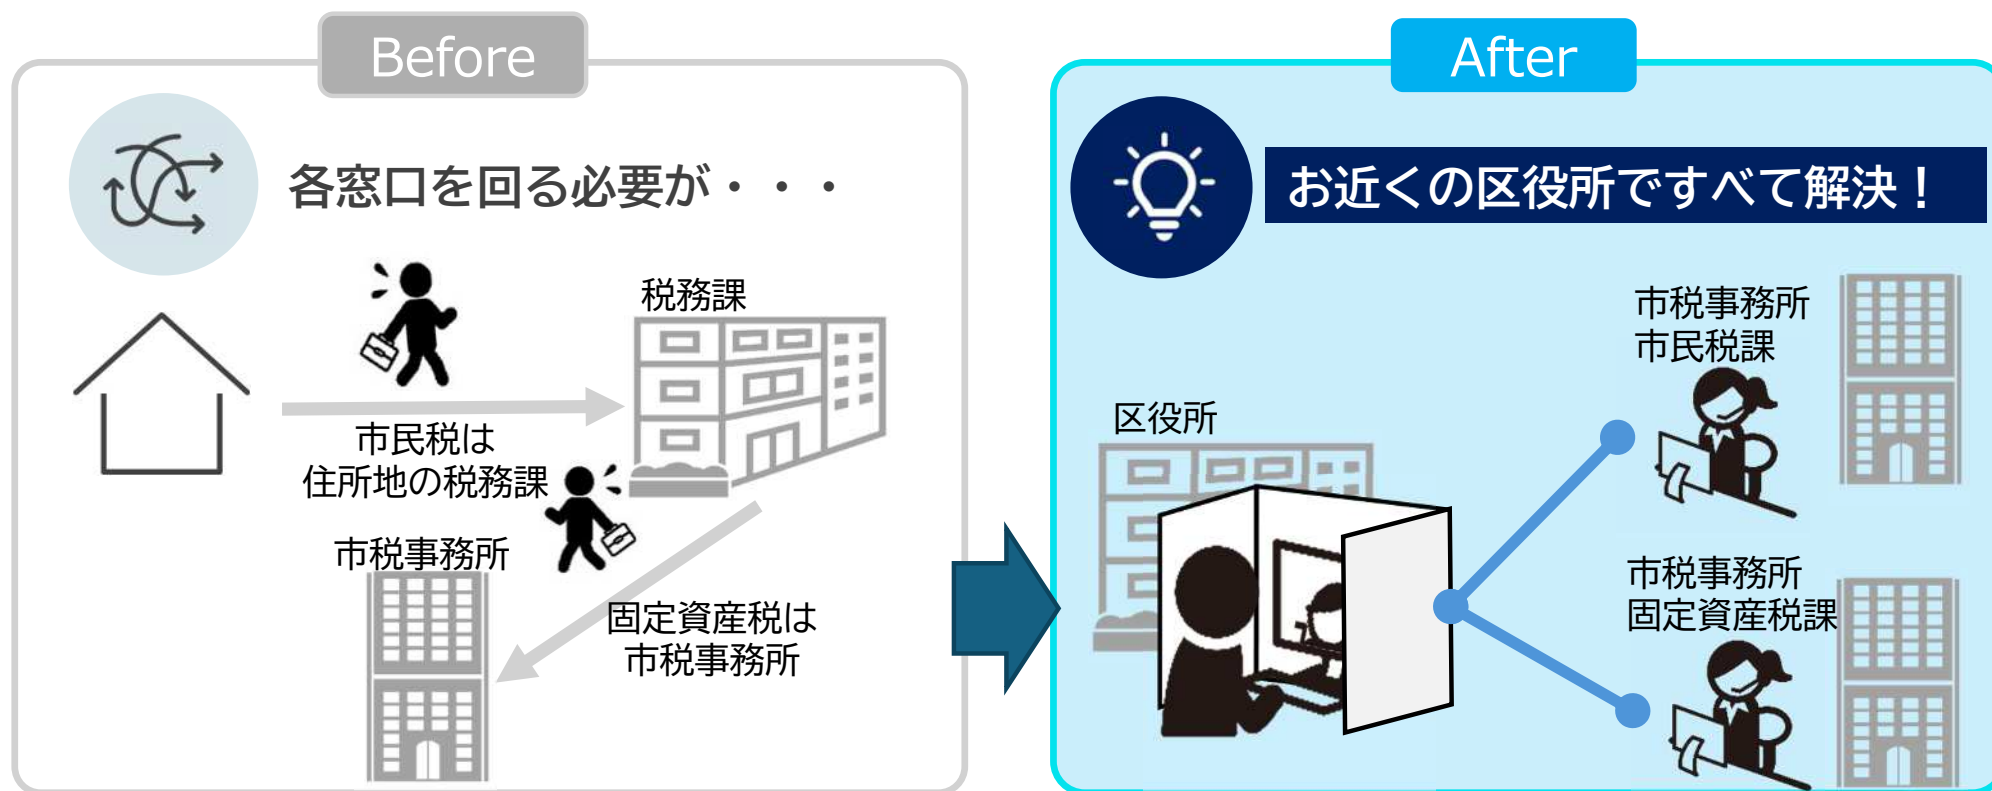 Before
各窓口を回る必要が・・・
税務課
市民税は
住所地の税務課
市税事務所
固定資産税は
市税事務所
After
お近くの区役所ですべて解決！
市税事務所
市民税課
区役所
市税事務所
固定資産税課